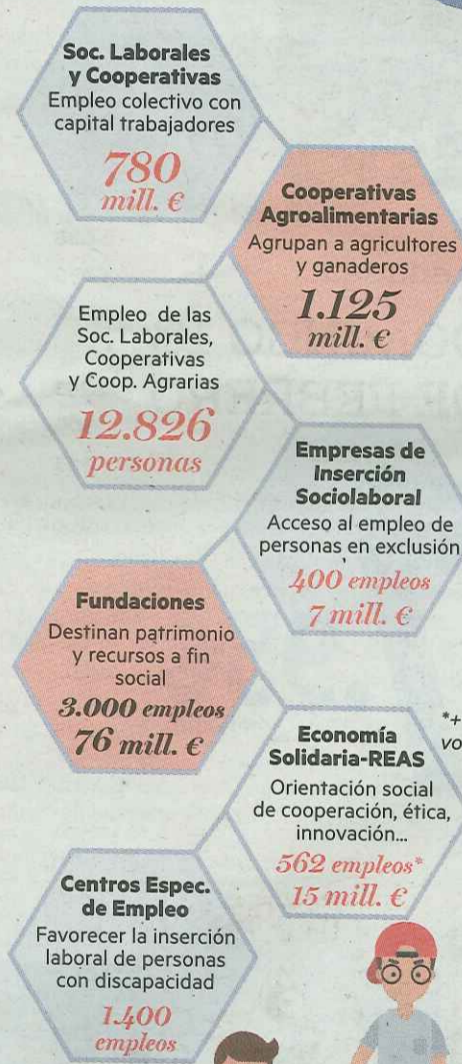 Soc. Laborales
y Cooperativas
Empleo colectivo con
capital trabajadores
780
mill. €
Cooperativas
Agroalimentarias
Agrupan a agricultores
y ganaderos
1.125
mill. €
Empleo de las
Soc. Laborales,
Cooperativas
y Coop. Agrarias
12.826
personas
Empresas de
Inserción
Sociolaboral
Acceso al empleo de
personas en exclusión
400 empleos
7 mill. €
Fundaciones
Destinan patrimonio
y recursos a fin
social
3.000 empleos
76 mill. €
*+
Economía
Solidaria-REAS
Orientación social
de cooperación, ética,
innovación...
562 empleos*
15 mill. €
Centros Espec.
de Empleo
Favorecer la inserción
laboral de personas
con discapacidad
1.400
empleos